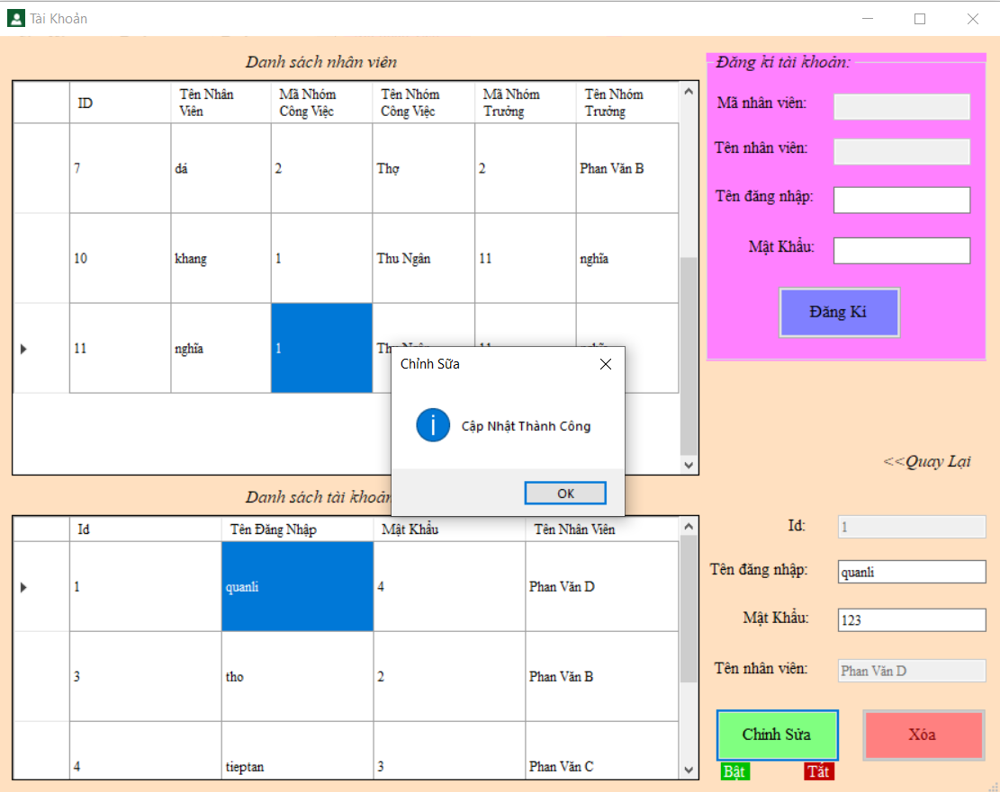 Tài Khoản
Danh sách nhân viên
ID
Tên Nhân
Viên
Mã Nhóm
Công Việc
Tên Nhóm
Công Việc
Mã Nhóm
Trưởng
Tên Nhóm
Trưởng
7
dá
2
Thợ
2
Phan Văn B
10
khang
1
Thu Ngân
11
nghĩa
11
nghĩa
1
Đăng kí tài khoản:
Mã nhân viên:
Tên nhân viên:
Tên đăng nhập:
Mật Khẩu:
Đăng Kí
Chỉnh Sữa
i
Cập Nhật Thành Công
OK
<<Quay Lại
Danh sách tài khoản
Id
Tên Đăng Nhập
Mật Khẩu
Tên Nhân Viên
1
quanli
4
Phan Văn D
3
tho
2
Phan Văn B
4
tieptan
3
Phan Văn C
Id:
1
Tên đăng nhập:
quanli
Mật Khẩu:
123
Tên nhân viên:
Phan Văn D
Chỉnh Sửa
Xóa
Bật
Tắt